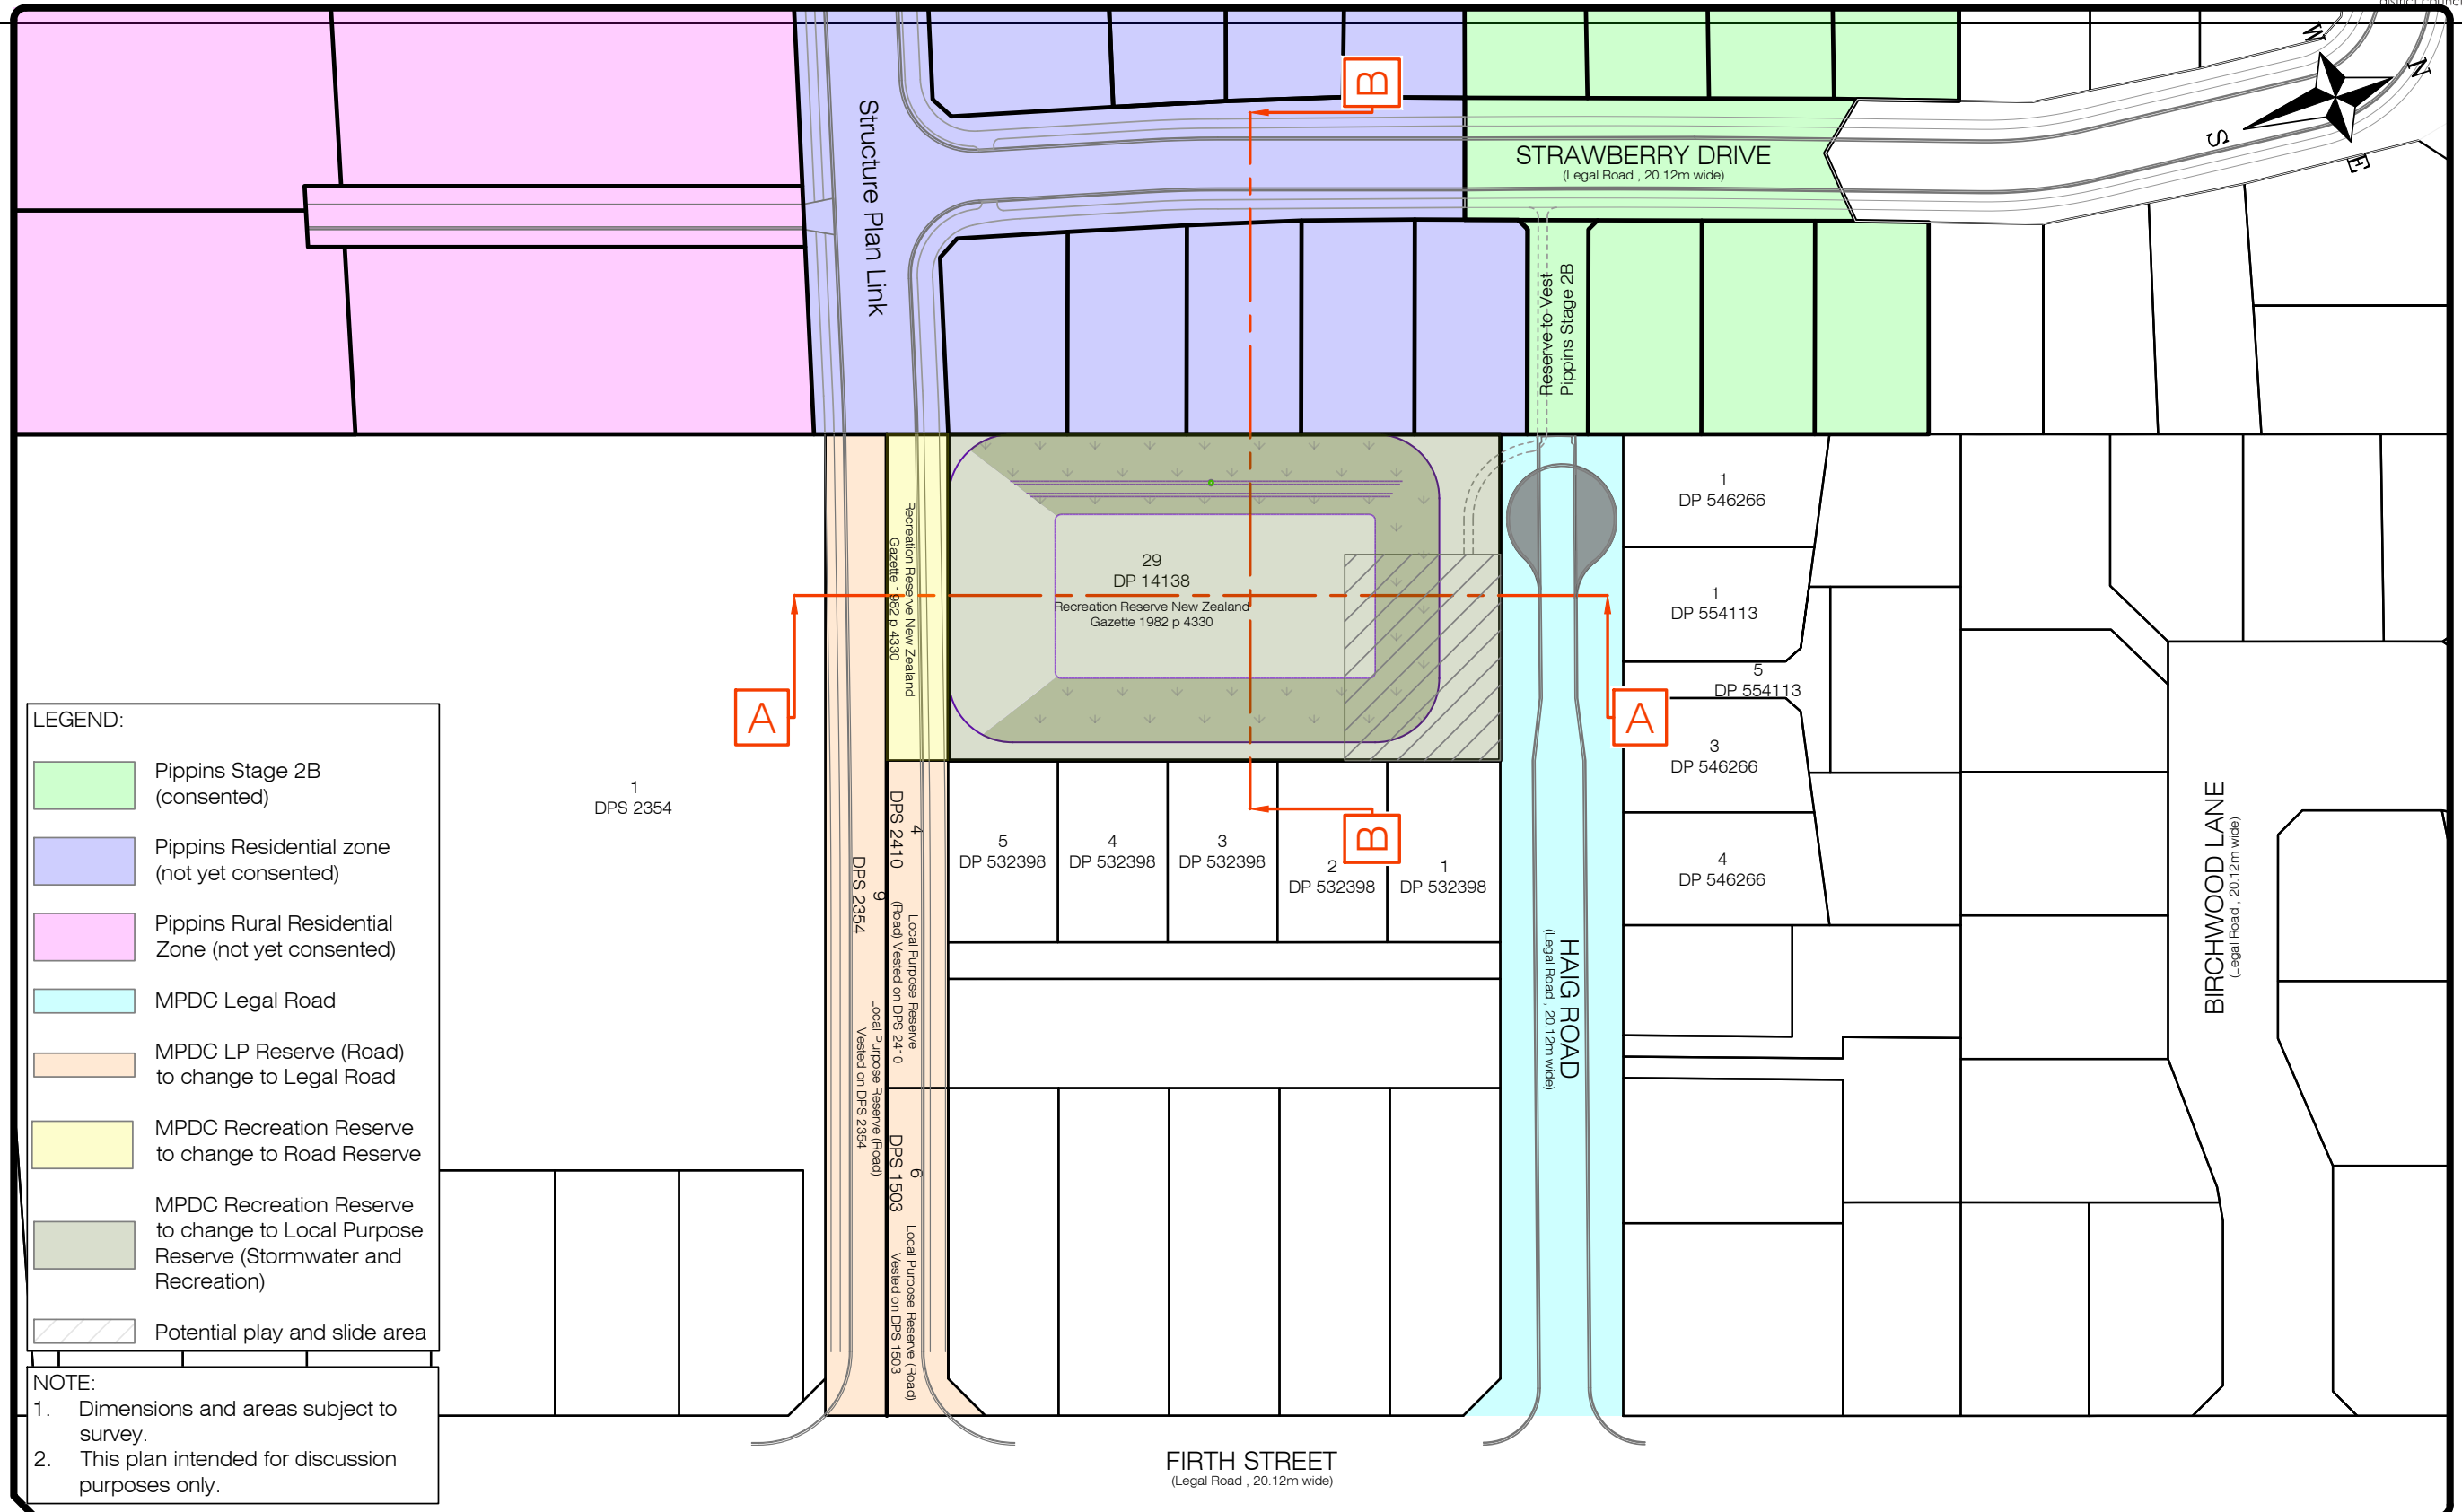 district council
W
N
S
E
B
STRAWBERRY DRIVE
(Legal Road , 20.12m wide)
Structure Plan Link
Reserve to Vest
Pippins Stage 2B
Recreation Reserve New Zealand
Gazette 1982 p 4330
29
DP 14138
Recreation Reserve New Zealand
Gazette 1982 p 4330
1
DP 546266
1
DP 554113
5
DP 554113
3
DP 546266
4
DP 546266
A
A
B
1
DPS 2354
5
DP 532398
4
DP 532398
3
DP 532398
2
DP 532398
1
DP 532398
4
DPS 2410
Local Purpose Reserve
(Road) Vested on DPS 2410
9
DPS 2354
Local Purpose Reserve (Road)
Vested on DPS 2354
6
DPS 1503
Local Purpose Reserve (Road)
Vested on DPS 1503
HAIG ROAD
(Legal Road , 20.12m wide)
BIRCHWOOD LANE
(Legal Road , 20.12m wide)
FIRTH STREET
(Legal Road , 20.12m wide)
LEGEND:
Pippins Stage 2B
(consented)
Pippins Residential zone
(not yet consented)
Pippins Rural Residential
Zone (not yet consented)
MPDC Legal Road
MPDC LP Reserve (Road)
to change to Legal Road
MPDC Recreation Reserve
to change to Road Reserve
MPDC Recreation Reserve
to change to Local Purpose
Reserve (Stormwater and
Recreation)
Potential play and slide area
NOTE:
1. Dimensions and areas subject to
survey.
2. This plan intended for discussion
purposes only.